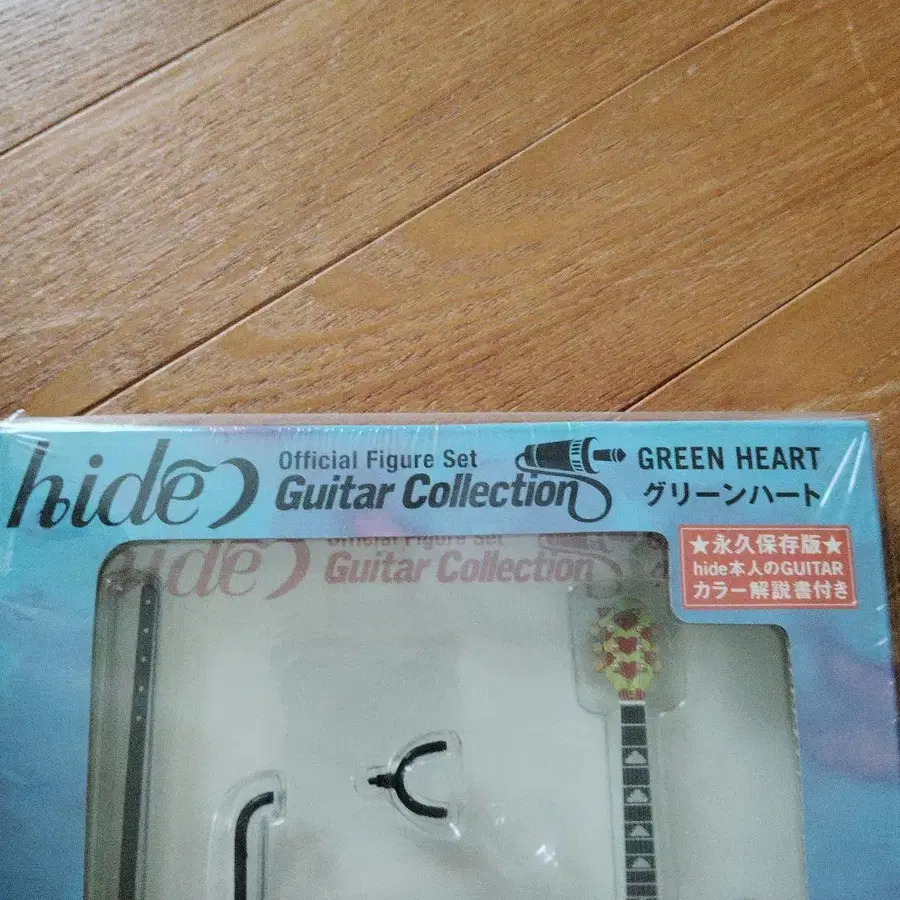 hide
Official Figure Set
Guitar Collection
GREEN HEART
グリーンハート
★永久保存版★
hide本人のGUITAR
カラー解説書付き
hide
Official Figure Set
Guitar Collection